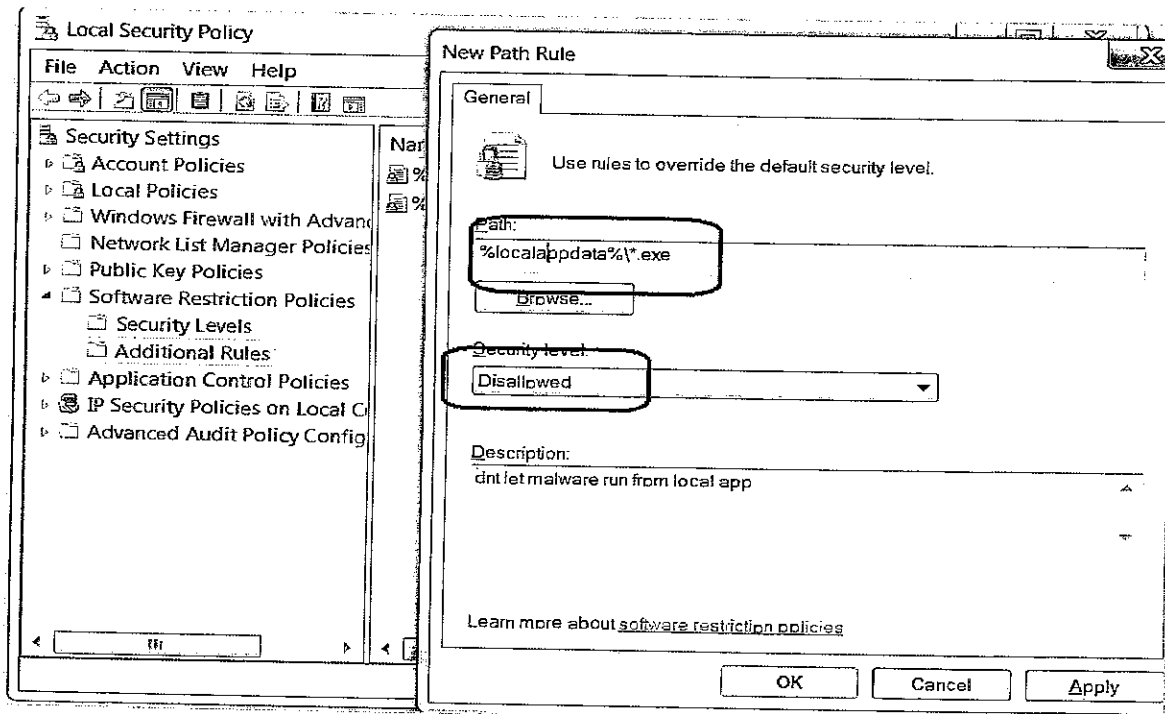 Local Security Policy
File Action View Help
Security Settings
Account Policies
Local Policies
Windows Firewall with Advanc
Network List Manager Policies
Public Key Policies
Software Restriction Policies
Security Levels
Additional Rules
Application Control Policies
IP Security Policies on Local C
Advanced Audit Policy Config
Nar
%
%
New Path Rule
General
Use rules to override the default security level.
Path:
%localappdata%\*.exe
Browse...
Security level:
Disallowed
Description:
dnt let malware run from local app
Learn more about software restriction policies
OK Cancel Apply